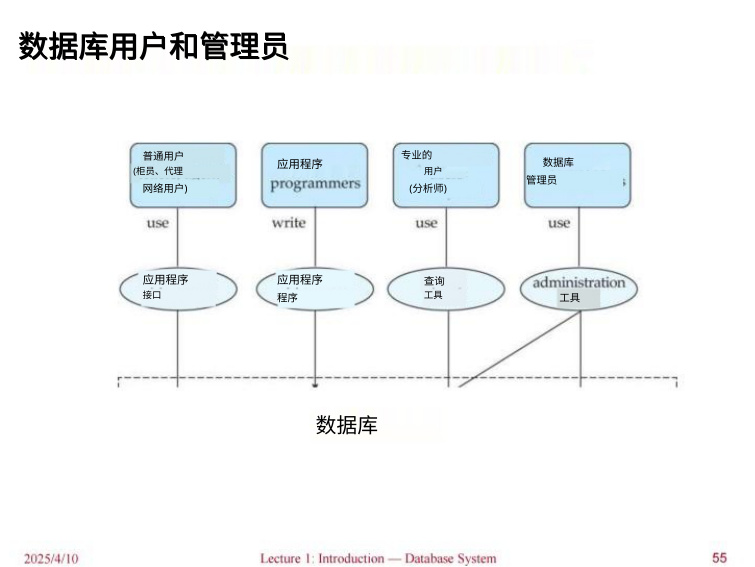 数据库用户和管理员
普通用户
(柜员、代理
网络用户)
应用程序
programmers
专业的
用户
(分析师)
数据库
管理员
use
write
use
use
应用程序
接口
应用程序
程序
查询
工具
administration
工具
数据库
2025/4/10
Lecture 1: Introduction — Database System
55